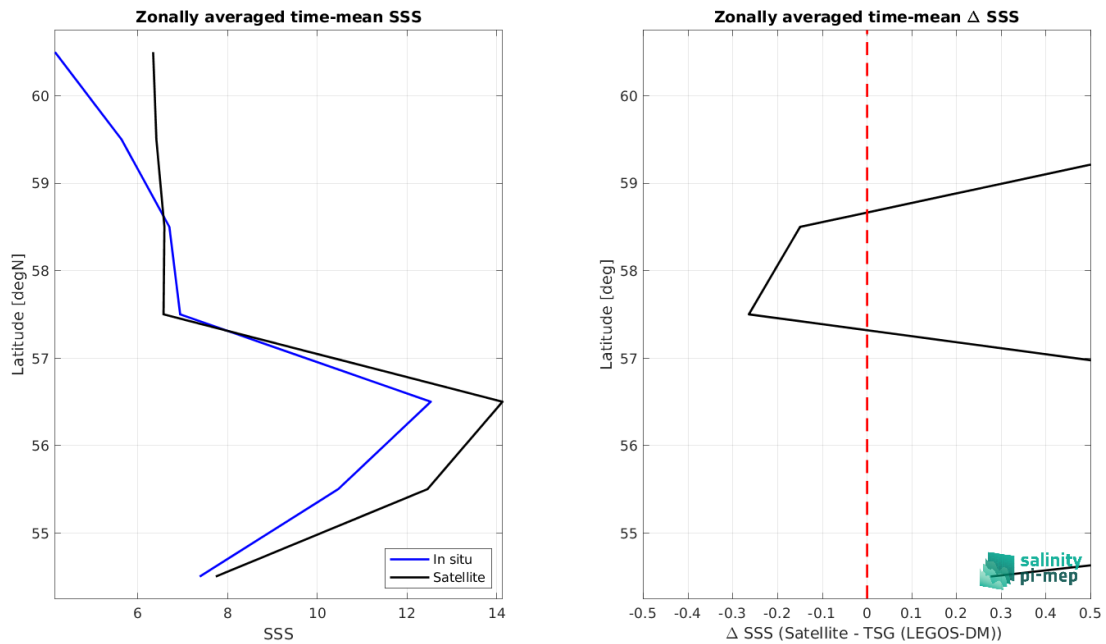 Zonally averaged time-mean SSS
60
59
58
57
56
55
Latitude [degN]
6
8
10
12
14
SSS
In situ
Satellite
Zonally averaged time-mean Δ SSS
60
59
58
57
56
55
Latitude [deg]
-0.5
-0.4
-0.3
-0.2
-0.1
0
0.1
0.2
0.3
0.4
0.5
Δ SSS (Satellite - TSG (LEGOS-DM))
salinity
pi-mep